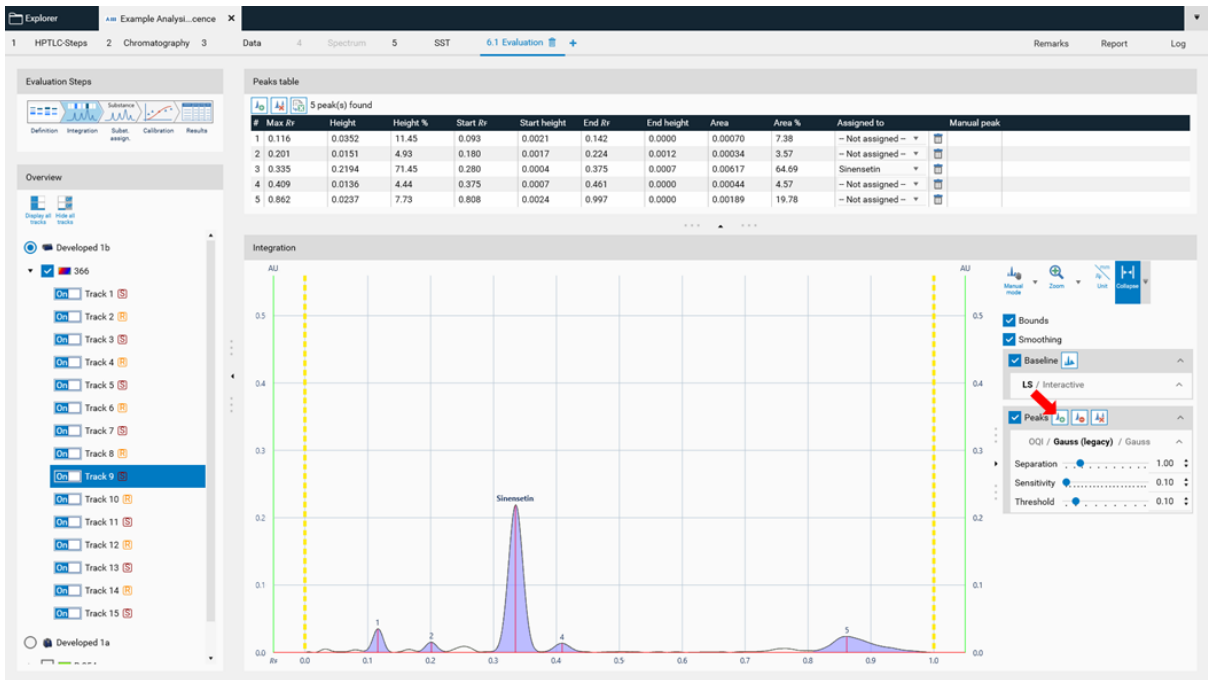 Explorer
Example Analysi...cence ✕
1 HPTLC-Steps 2 Chromatography 3 Data 4 Spectrum 5 SST 6.1 Evaluation + Remarks Report Log
Evaluation Steps
Substance
Definition Integration Subst. assign. Calibration Results
Overview
Display all tracks Hide all tracks
Developed 1b
366
On Track 1 S
On Track 2 R
On Track 3 S
On Track 4 R
On Track 5 S
On Track 6 R
On Track 7 S
On Track 8 R
On Track 9 S
On Track 10 R
On Track 11 S
On Track 12 R
On Track 13 S
On Track 14 R
On Track 15 S
Developed 1a
Peaks table
5 peak(s) found
# Max RF Height Height % Start RF Start height End RF End height Area Area % Assigned to Manual peak
1 0.116 0.0352 11.45 0.093 0.0021 0.142 0.0000 0.00070 7.38 – Not assigned –
2 0.201 0.0151 4.93 0.180 0.0017 0.224 0.0012 0.00034 3.57 – Not assigned –
3 0.335 0.2194 71.45 0.280 0.0004 0.375 0.0007 0.00617 64.69 Sinensetin
4 0.409 0.0136 4.44 0.375 0.0007 0.461 0.0000 0.00044 4.57 – Not assigned –
5 0.862 0.0237 7.73 0.808 0.0024 0.997 0.0000 0.00189 19.78 – Not assigned –
Integration
AU AU
0.5 0.5
0.4 0.4
0.3 0.3
Sinensetin
0.2 0.2
0.1 0.1
1 2 4 5
0.0 0.0
RF 0.0 0.1 0.2 0.3 0.4 0.5 0.6 0.7 0.8 0.9 1.0
Manual mode Zoom Unit Collapse
Bounds
Smoothing
Baseline
LS / Interactive
Peaks
OQI / Gauss (legacy) / Gauss
Separation 1.00
Sensitivity 0.10
Threshold 0.10